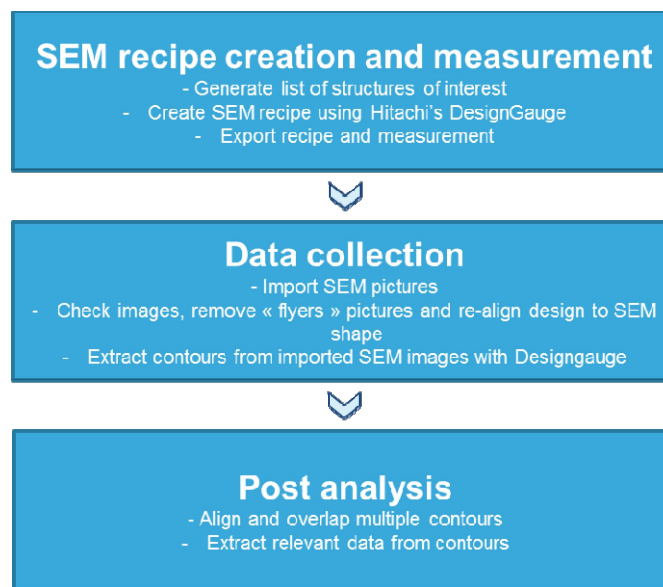 SEM recipe creation and measurement
- Generate list of structures of interest
- Create SEM recipe using Hitachi's DesignGauge
- Export recipe and measurement
Data collection
- Import SEM pictures
- Check images, remove « flyers » pictures and re-align design to SEM
shape
- Extract contours from imported SEM images with Designgauge
Post analysis
- Align and overlap multiple contours
- Extract relevant data from contours